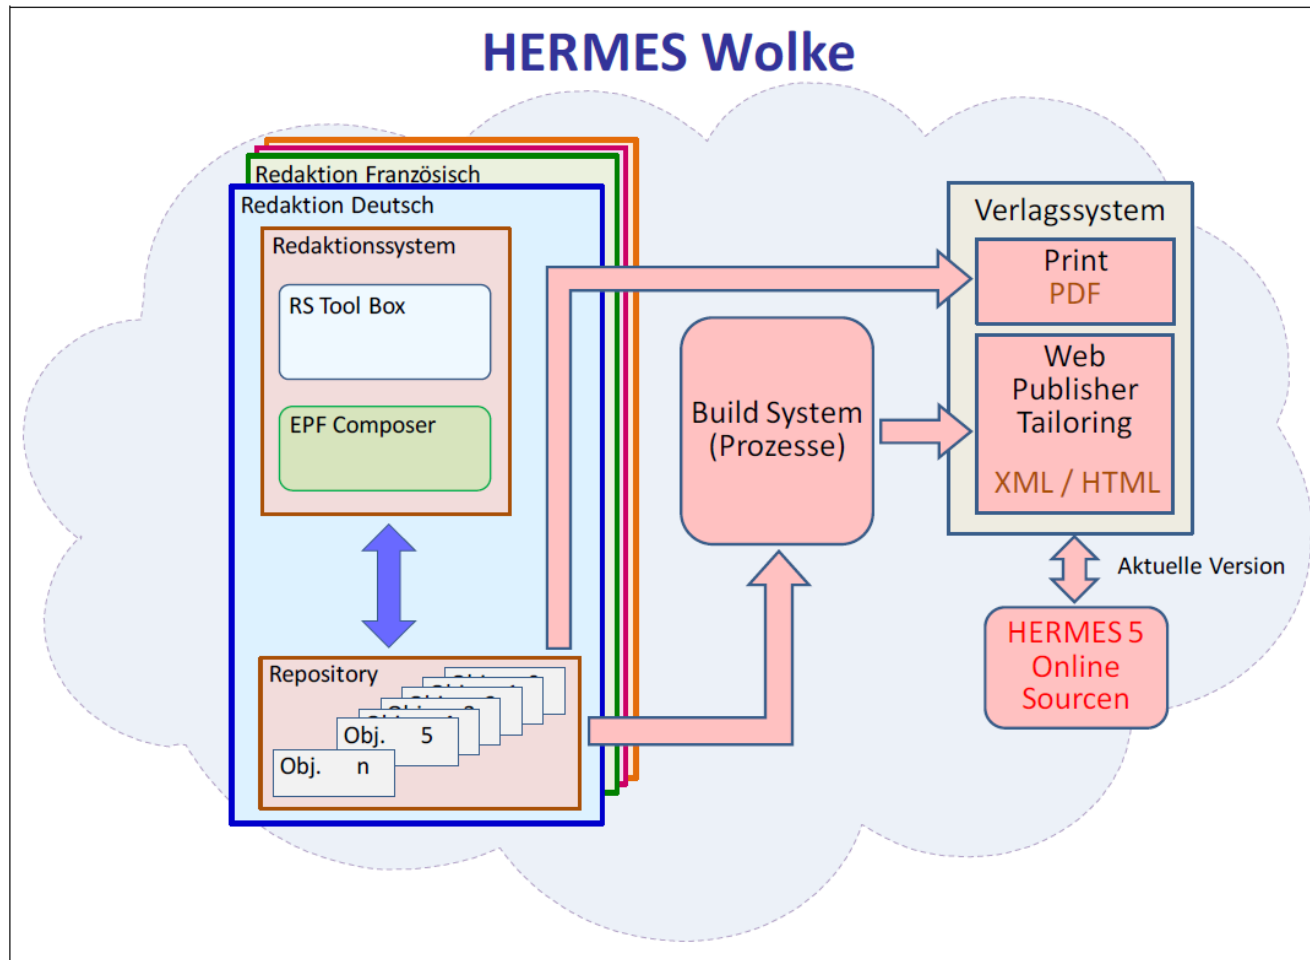 HERMES Wolke
Redaktion Französisch
Redaktion Deutsch
Redaktionssystem
RS Tool Box
EPF Composer
Repository
Obj. 5
Obj. n
Build System
(Prozesse)
Verlagssystem
Print
PDF
Web
Publisher
Tailoring
XML / HTML
Aktuelle Version
HERMES 5
Online
Sourcen